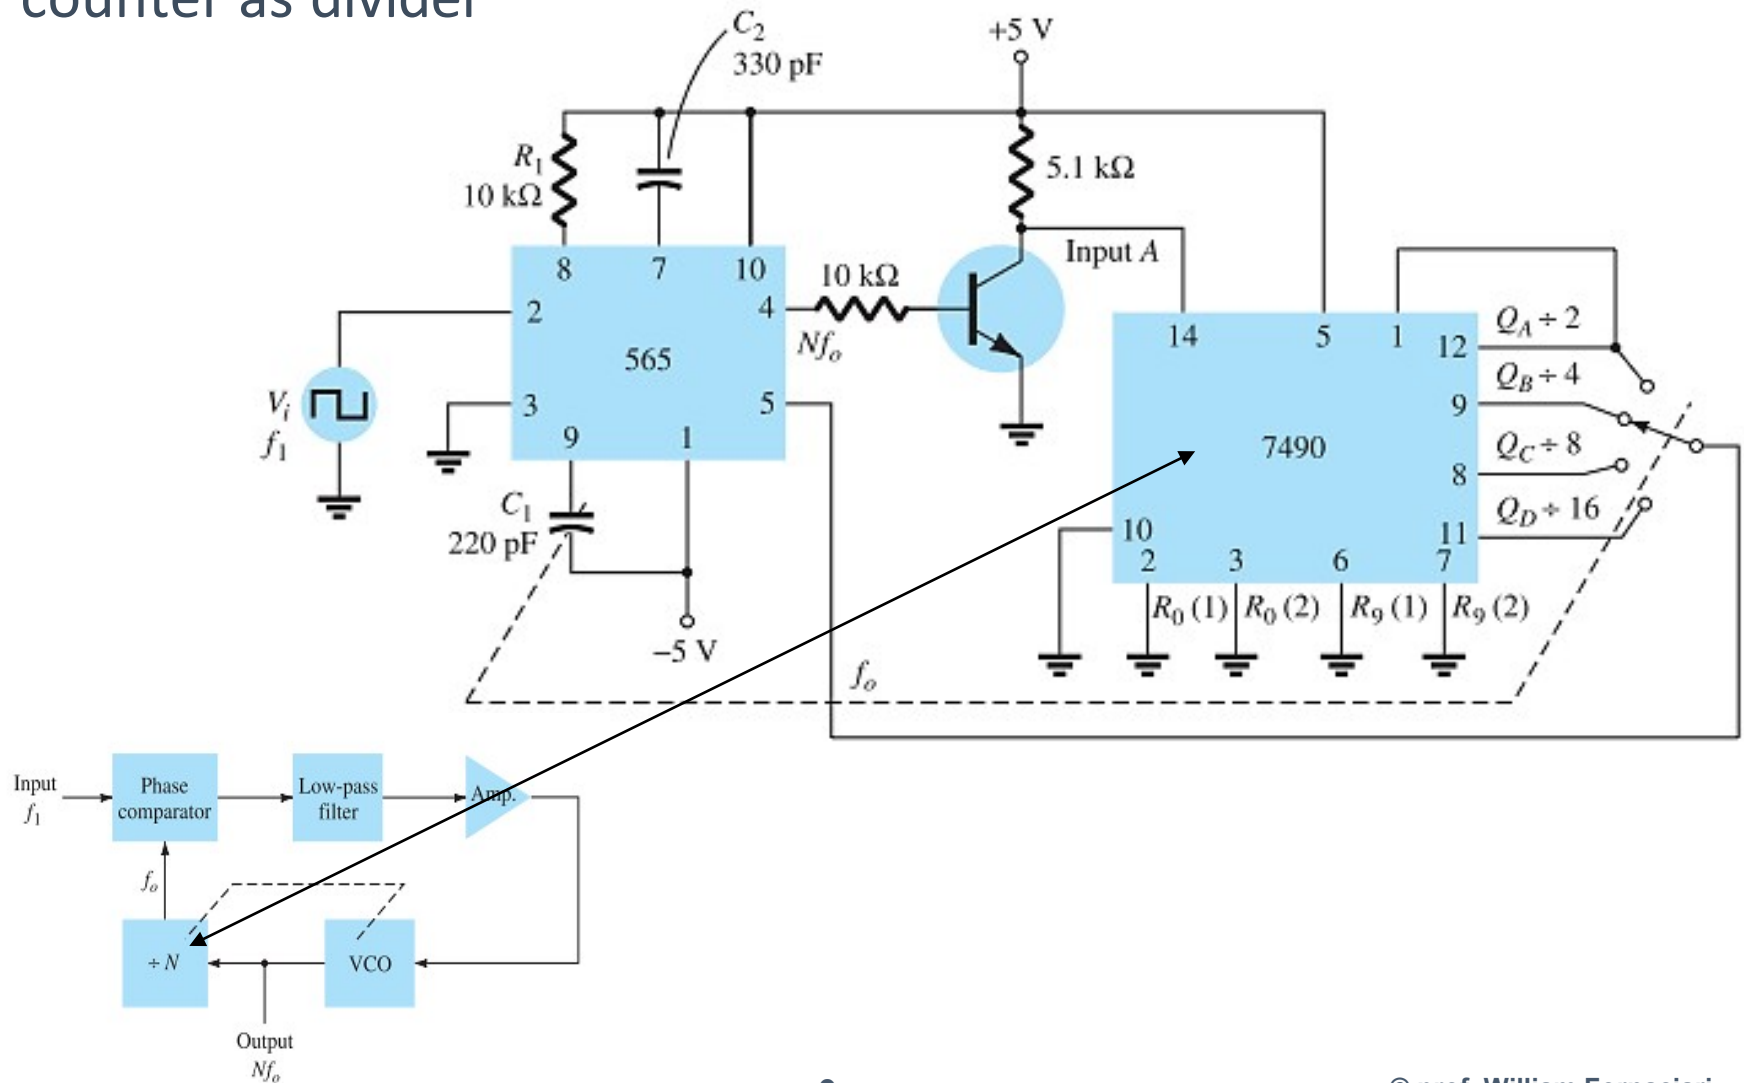 counter as divider
C2
330 pF
+5 V
R1
10 kΩ
5.1 kΩ
Input A
8 7 10
10 kΩ
2
4
Nfo
565
3
5
9 1
Vi
f1
C1
220 pF
−5 V
14 5 1
12
QA ÷ 2
QB ÷ 4
9
7490
QC ÷ 8
8
QD ÷ 16
11
10
2 3 6 7
R0 (1) R0 (2) R9 (1) R9 (2)
fo
Input
f1
Phase
comparator
Low-pass
filter
Amp.
fo
÷ N
VCO
Output
Nfo